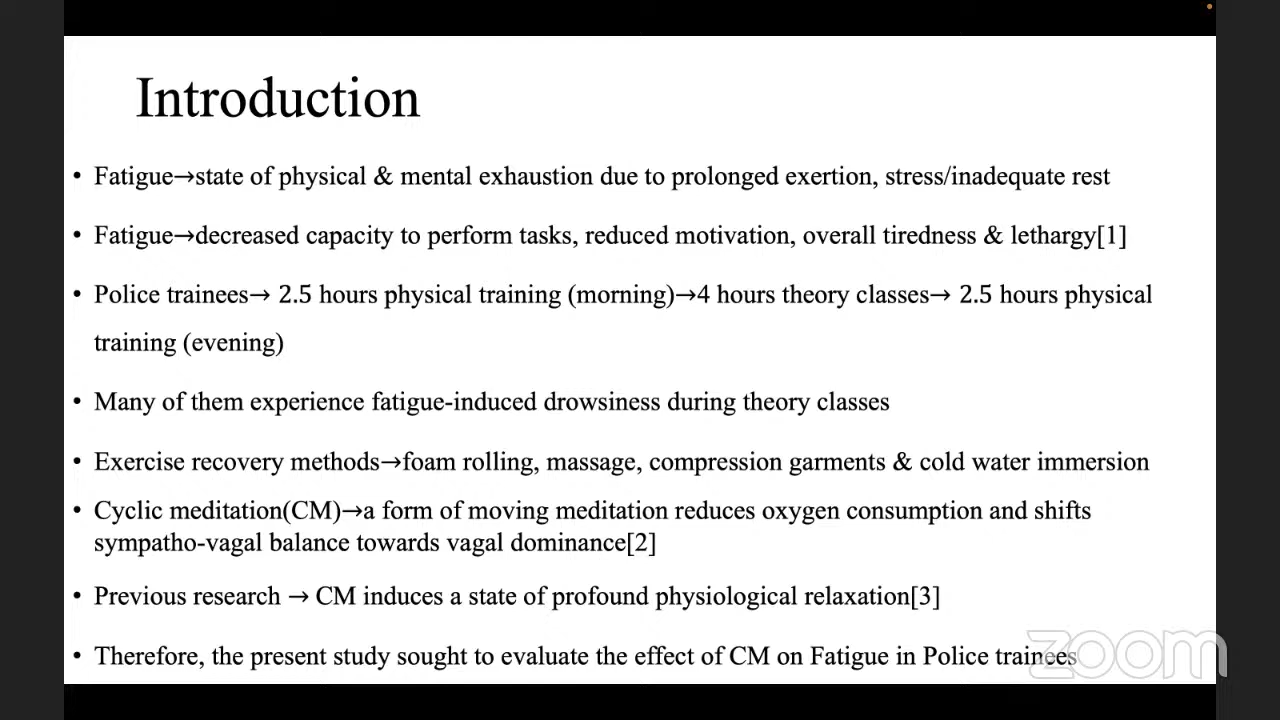 Introduction
• Fatigue→state of physical & mental exhaustion due to prolonged exertion, stress/inadequate rest
• Fatigue→decreased capacity to perform tasks, reduced motivation, overall tiredness & lethargy[1]
• Police trainees→ 2.5 hours physical training (morning)→4 hours theory classes→ 2.5 hours physical
training (evening)
• Many of them experience fatigue-induced drowsiness during theory classes
• Exercise recovery methods→foam rolling, massage, compression garments & cold water immersion
• Cyclic meditation(CM)→a form of moving meditation reduces oxygen consumption and shifts
sympatho-vagal balance towards vagal dominance[2]
• Previous research → CM induces a state of profound physiological relaxation[3]
• Therefore, the present study sought to evaluate the effect of CM on Fatigue in Police trainees
zoom